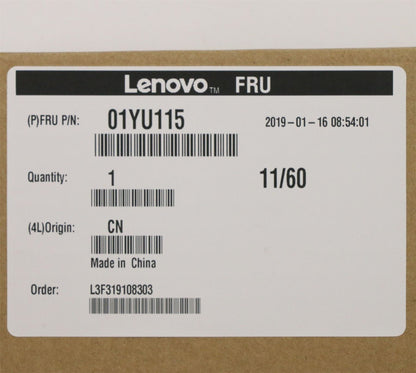 Lenovo™ FRU
(P)FRU P/N: 01YU115 2019-01-16 08:54:01
Quantity: 1 11/60
(4L)Origin: CN
Made in China
Order: L3F319108303